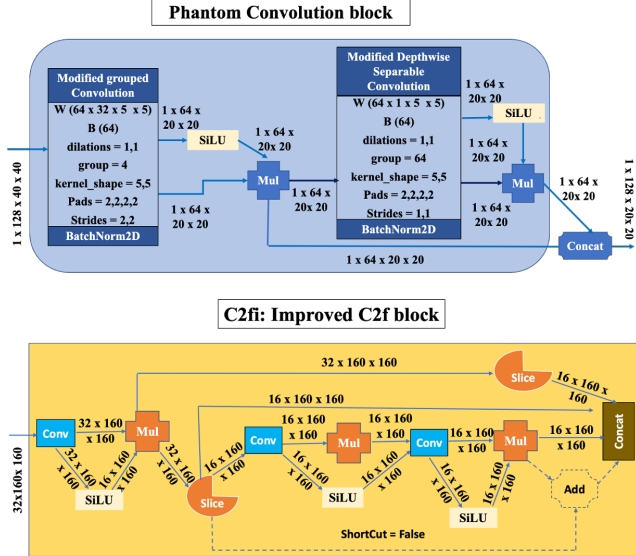 Phantom Convolution block
1 x 128 x 40 x 40
Modified grouped
Convolution
W (64 x 32 x 5 x 5)
B (64)
dilations = 1,1
group = 4
kernel_shape = 5,5
Pads = 2,2,2,2
Strides = 2,2
BatchNorm2D
1 x 64 x
20 x 20
SiLU
1 x 64 x
20x 20
Mul
1 x 64 x
20 x 20
1 x 64 x
20x 20
Modified Depthwise
Separable
Convolution
W (64 x 1 x 5 x 5)
B (64)
dilations = 1,1
group = 64
kernel_shape = 5,5
Pads = 2,2,2,2
Strides = 1,1
BatchNorm2D
1 x 64 x
20x 20
SiLU
1 x 64 x
20x 20
Mul
1 x 64 x
20x 20
1 x 64 x
20x 20
Concat
1 x 128 x 20x 20
1 x 64 x 20 x 20
C2fi: Improved C2f block
32x160x 160
Conv
32 x 160
x 160
Mul
32 x 160
x 160
SiLU
16 x 160
x 160
32 x 160 x 160
Slice
16 x 160 x
160
32 x 160
x 160
Slice
16 x 160 x 160
16 x 160
x 160
Conv
16 x 160
x 160
Mul
16 x 160
x 160
SiLU
16 x 160
x 160
16 x 160
x 160
Conv
16 x 160
x 160
Mul
16 x 160
x 160
SiLU
16 x 160
x 160
16 x 160
x 160
Concat
Add
ShortCut = False